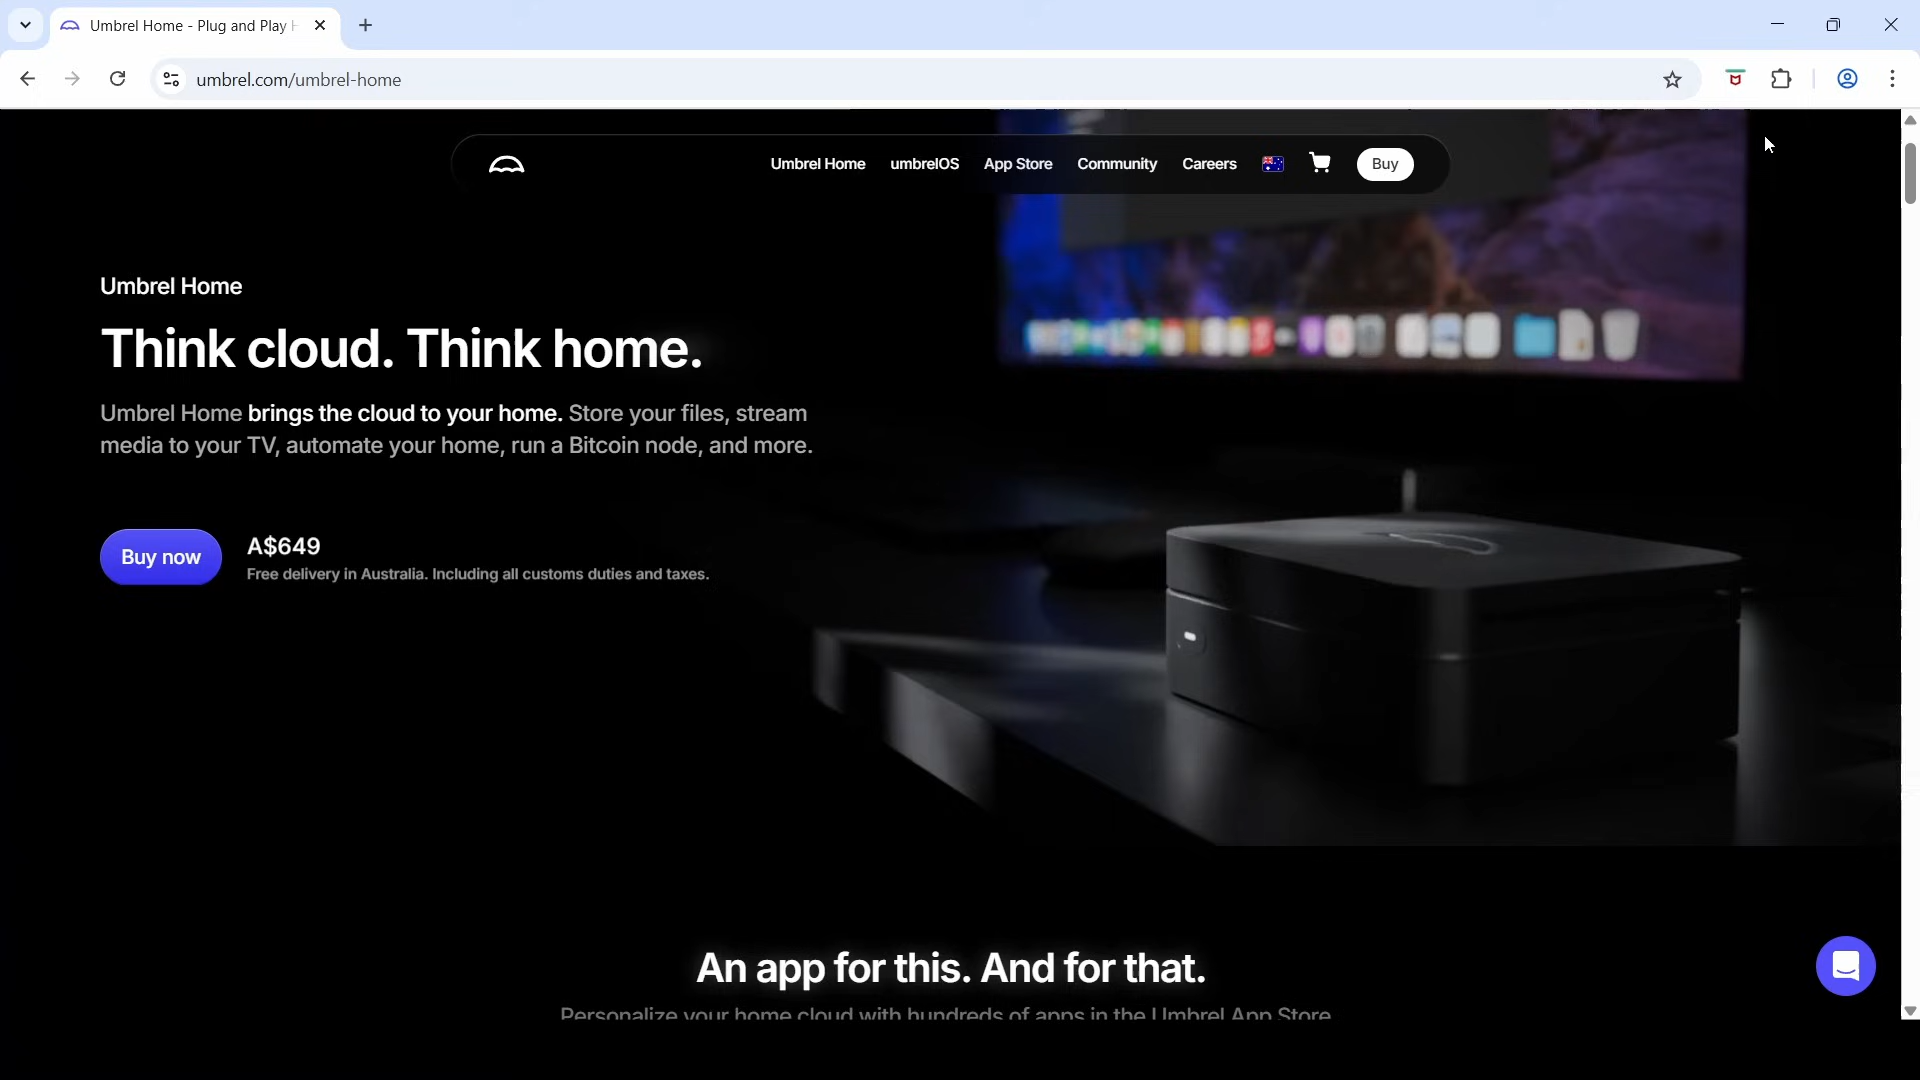 Umbrel Home - Plug and Play
umbrel.com/umbrel-home
Umbrel Home umbrelOS App Store Community Careers Buy
Umbrel Home
Think cloud. Think home.
Umbrel Home brings the cloud to your home. Store your files, stream
media to your TV, automate your home, run a Bitcoin node, and more.
Buy now
A$649
Free delivery in Australia. Including all customs duties and taxes.
An app for this. And for that.
Personalize your home cloud with hundreds of apps in the Umbrel App Store